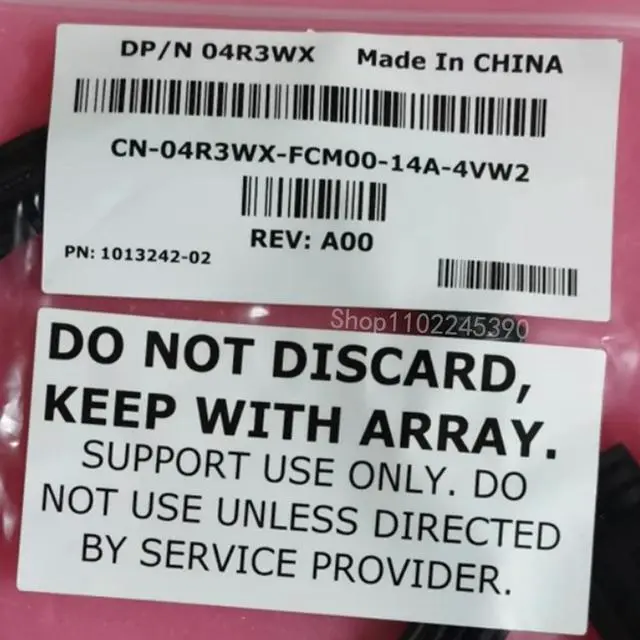 DP/N 04R3WX Made In CHINA
CN-04R3WX-FCM00-14A-4VW2
REV: A00
PN: 1013242-02
Shop1102245390
DO NOT DISCARD,
KEEP WITH ARRAY.
SUPPORT USE ONLY. DO
NOT USE UNLESS DIRECTED
BY SERVICE PROVIDER.